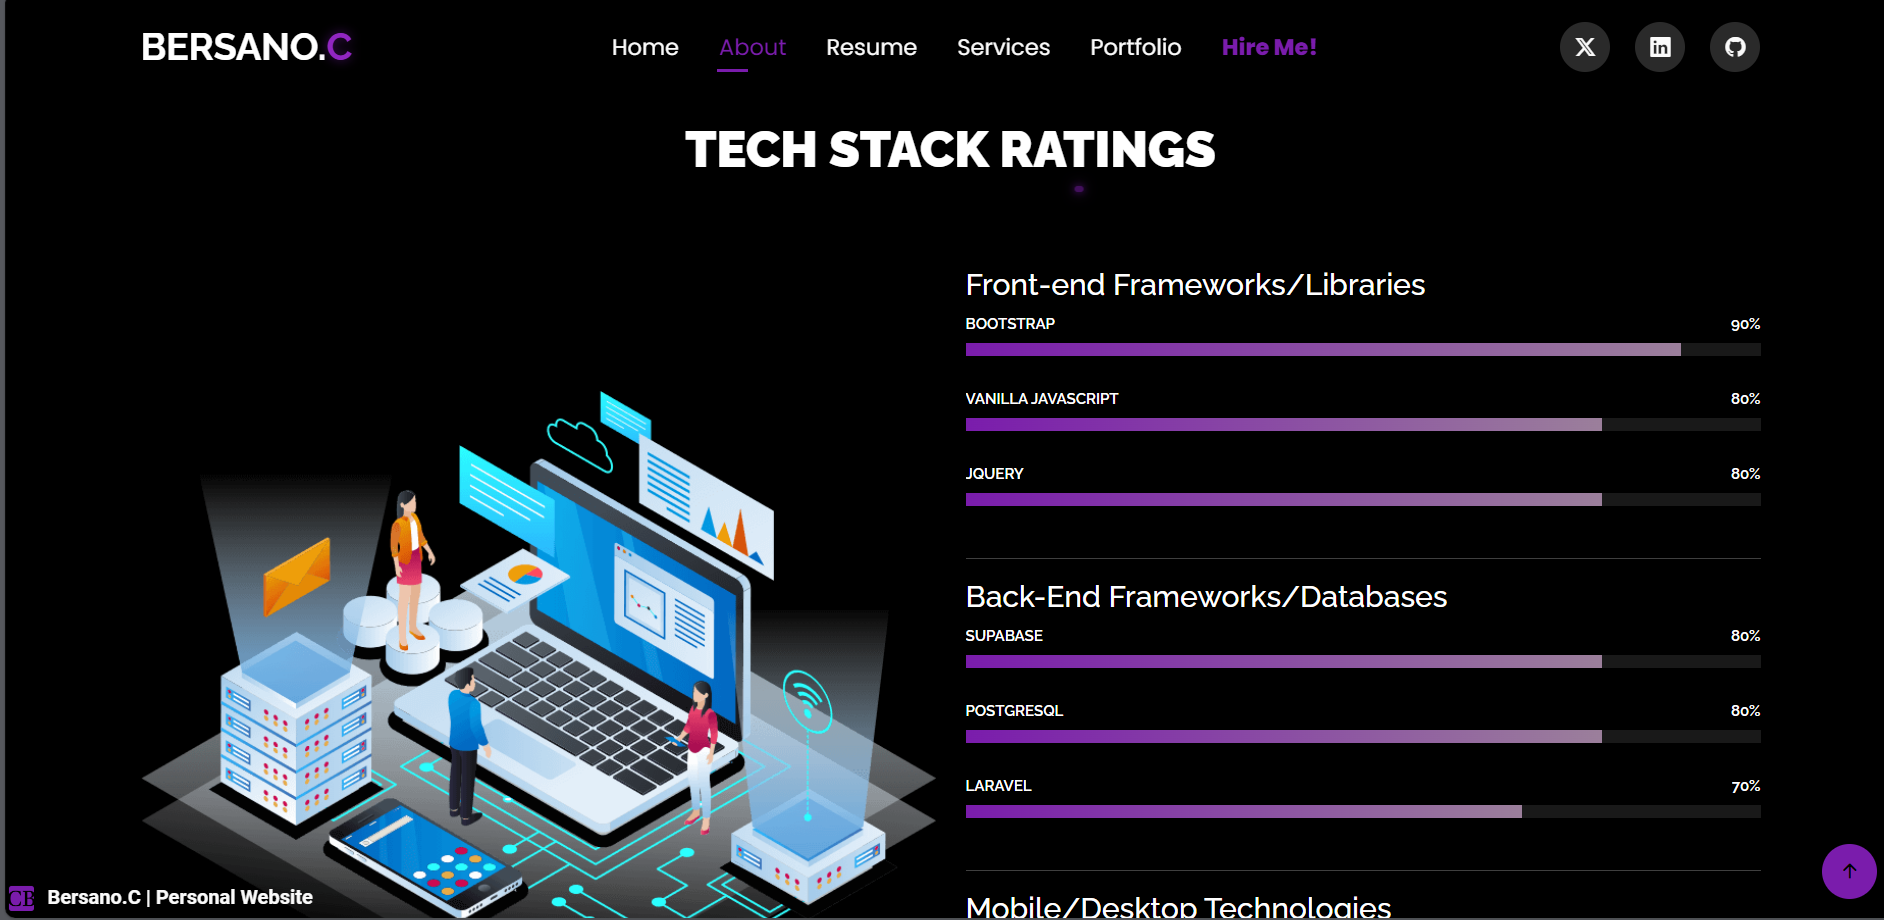 BERSANO.C
Home About Resume Services Portfolio Hire Me!
TECH STACK RATINGS
Front-end Frameworks/Libraries
BOOTSTRAP 90%
VANILLA JAVASCRIPT 80%
JQUERY 80%
Back-End Frameworks/Databases
SUPABASE 80%
POSTGRESQL 80%
LARAVEL 70%
CB Bersano.C | Personal Website
Mobile/Desktop Technologies